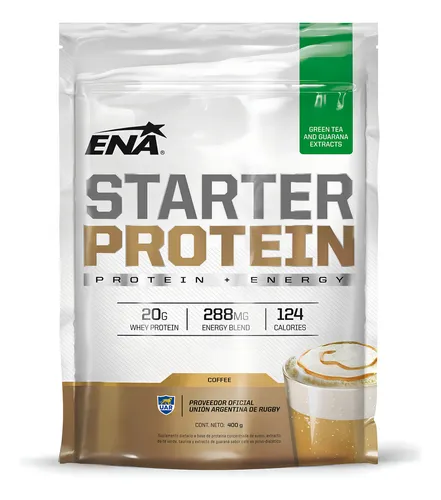 GREEN TEA
AND GUARANA
EXTRACTS
ENA®
STARTER
PROTEIN
PROTEIN + ENERGY
20G
WHEY PROTEIN
288MG
ENERGY BLEND
124
CALORIES
COFFEE
UAR
PROVEEDOR OFICIAL
UNIÓN ARGENTINA DE RUGBY
CONT. NETO: 400 g